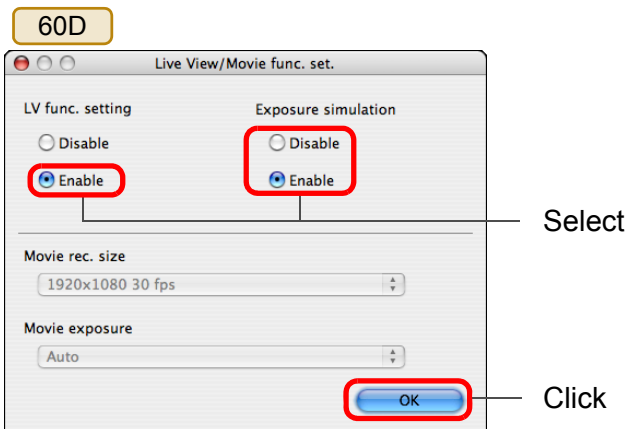 60D
Live View/Movie func. set.
LV func. setting
Exposure simulation
Disable
Disable
Enable
Enable
Select
Movie rec. size
1920x1080 30 fps
Movie exposure
Auto
OK
Click